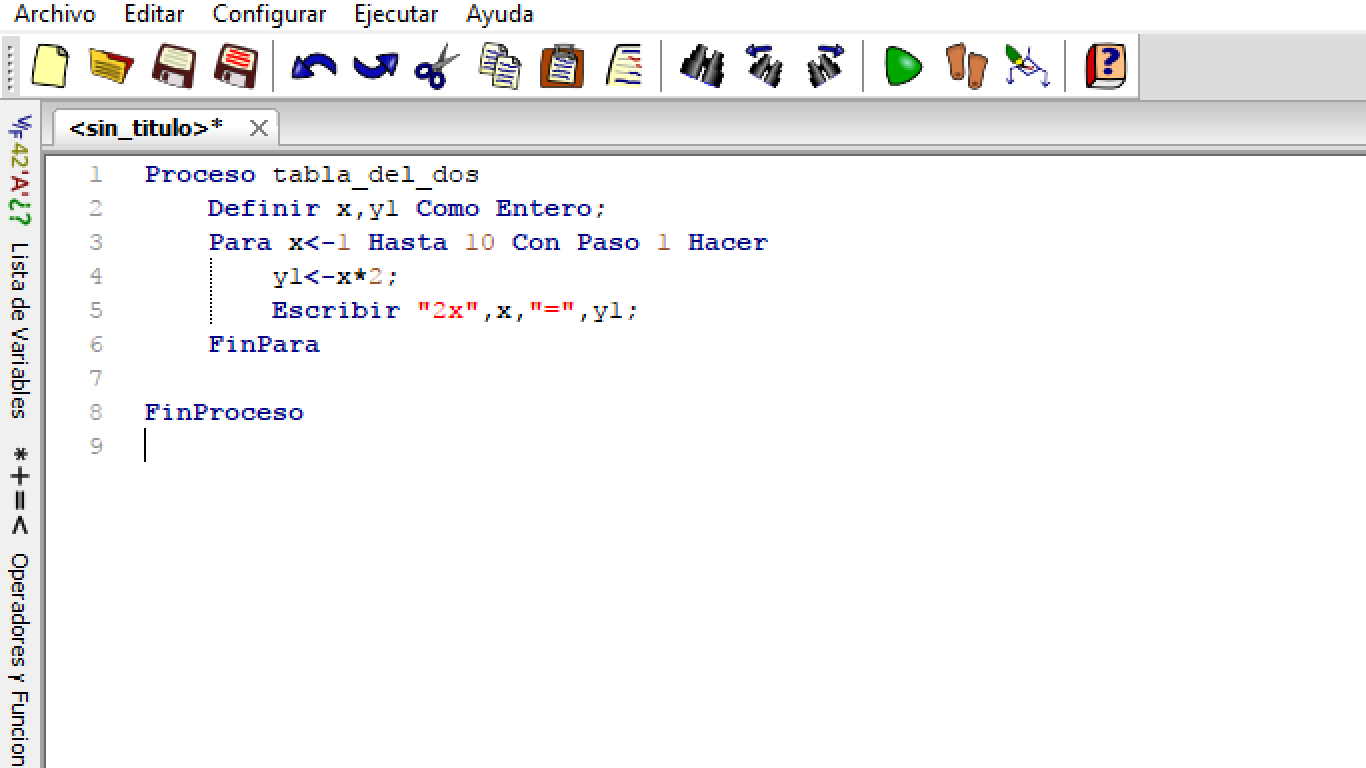 Archivo Editar Configurar Ejecutar Ayuda
<sin_titulo>*
1 Proceso tabla_del_dos
2 Definir x,y1 Como Entero;
3 Para x<-1 Hasta 10 Con Paso 1 Hacer
4 y1<-x*2;
5 Escribir "2x",x,"=",y1;
6 FinPara
7
8 FinProceso
9
42'A'¿? Lista de Variables
*+=< Operadores y Funcion